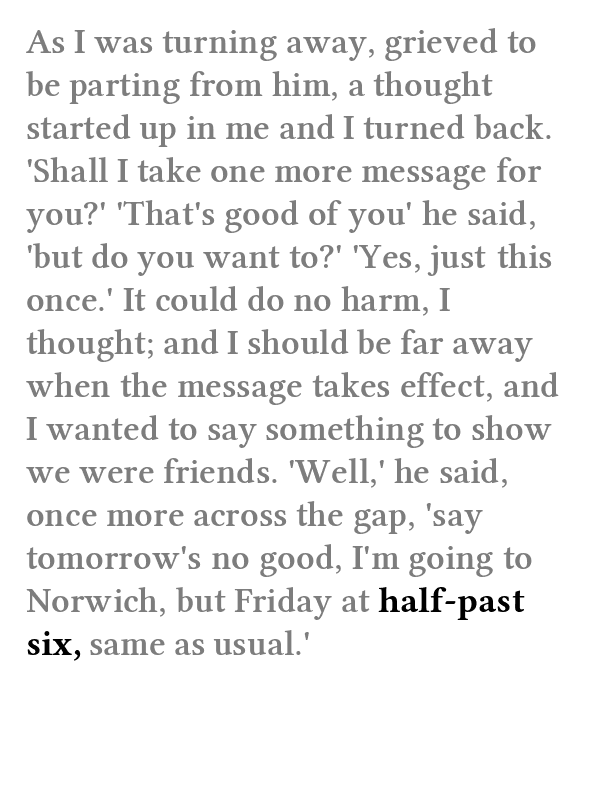 As I was turning away, grieved to
be parting from him, a thought
started up in me and I turned back.
'Shall I take one more message for
you?' 'That's good of you' he said,
'but do you want to?' 'Yes, just this
once.' It could do no harm, I
thought; and I should be far away
when the message takes effect, and
I wanted to say something to show
we were friends. 'Well,' he said,
once more across the gap, 'say
tomorrow's no good, I'm going to
Norwich, but Friday at half-past
six, same as usual.'